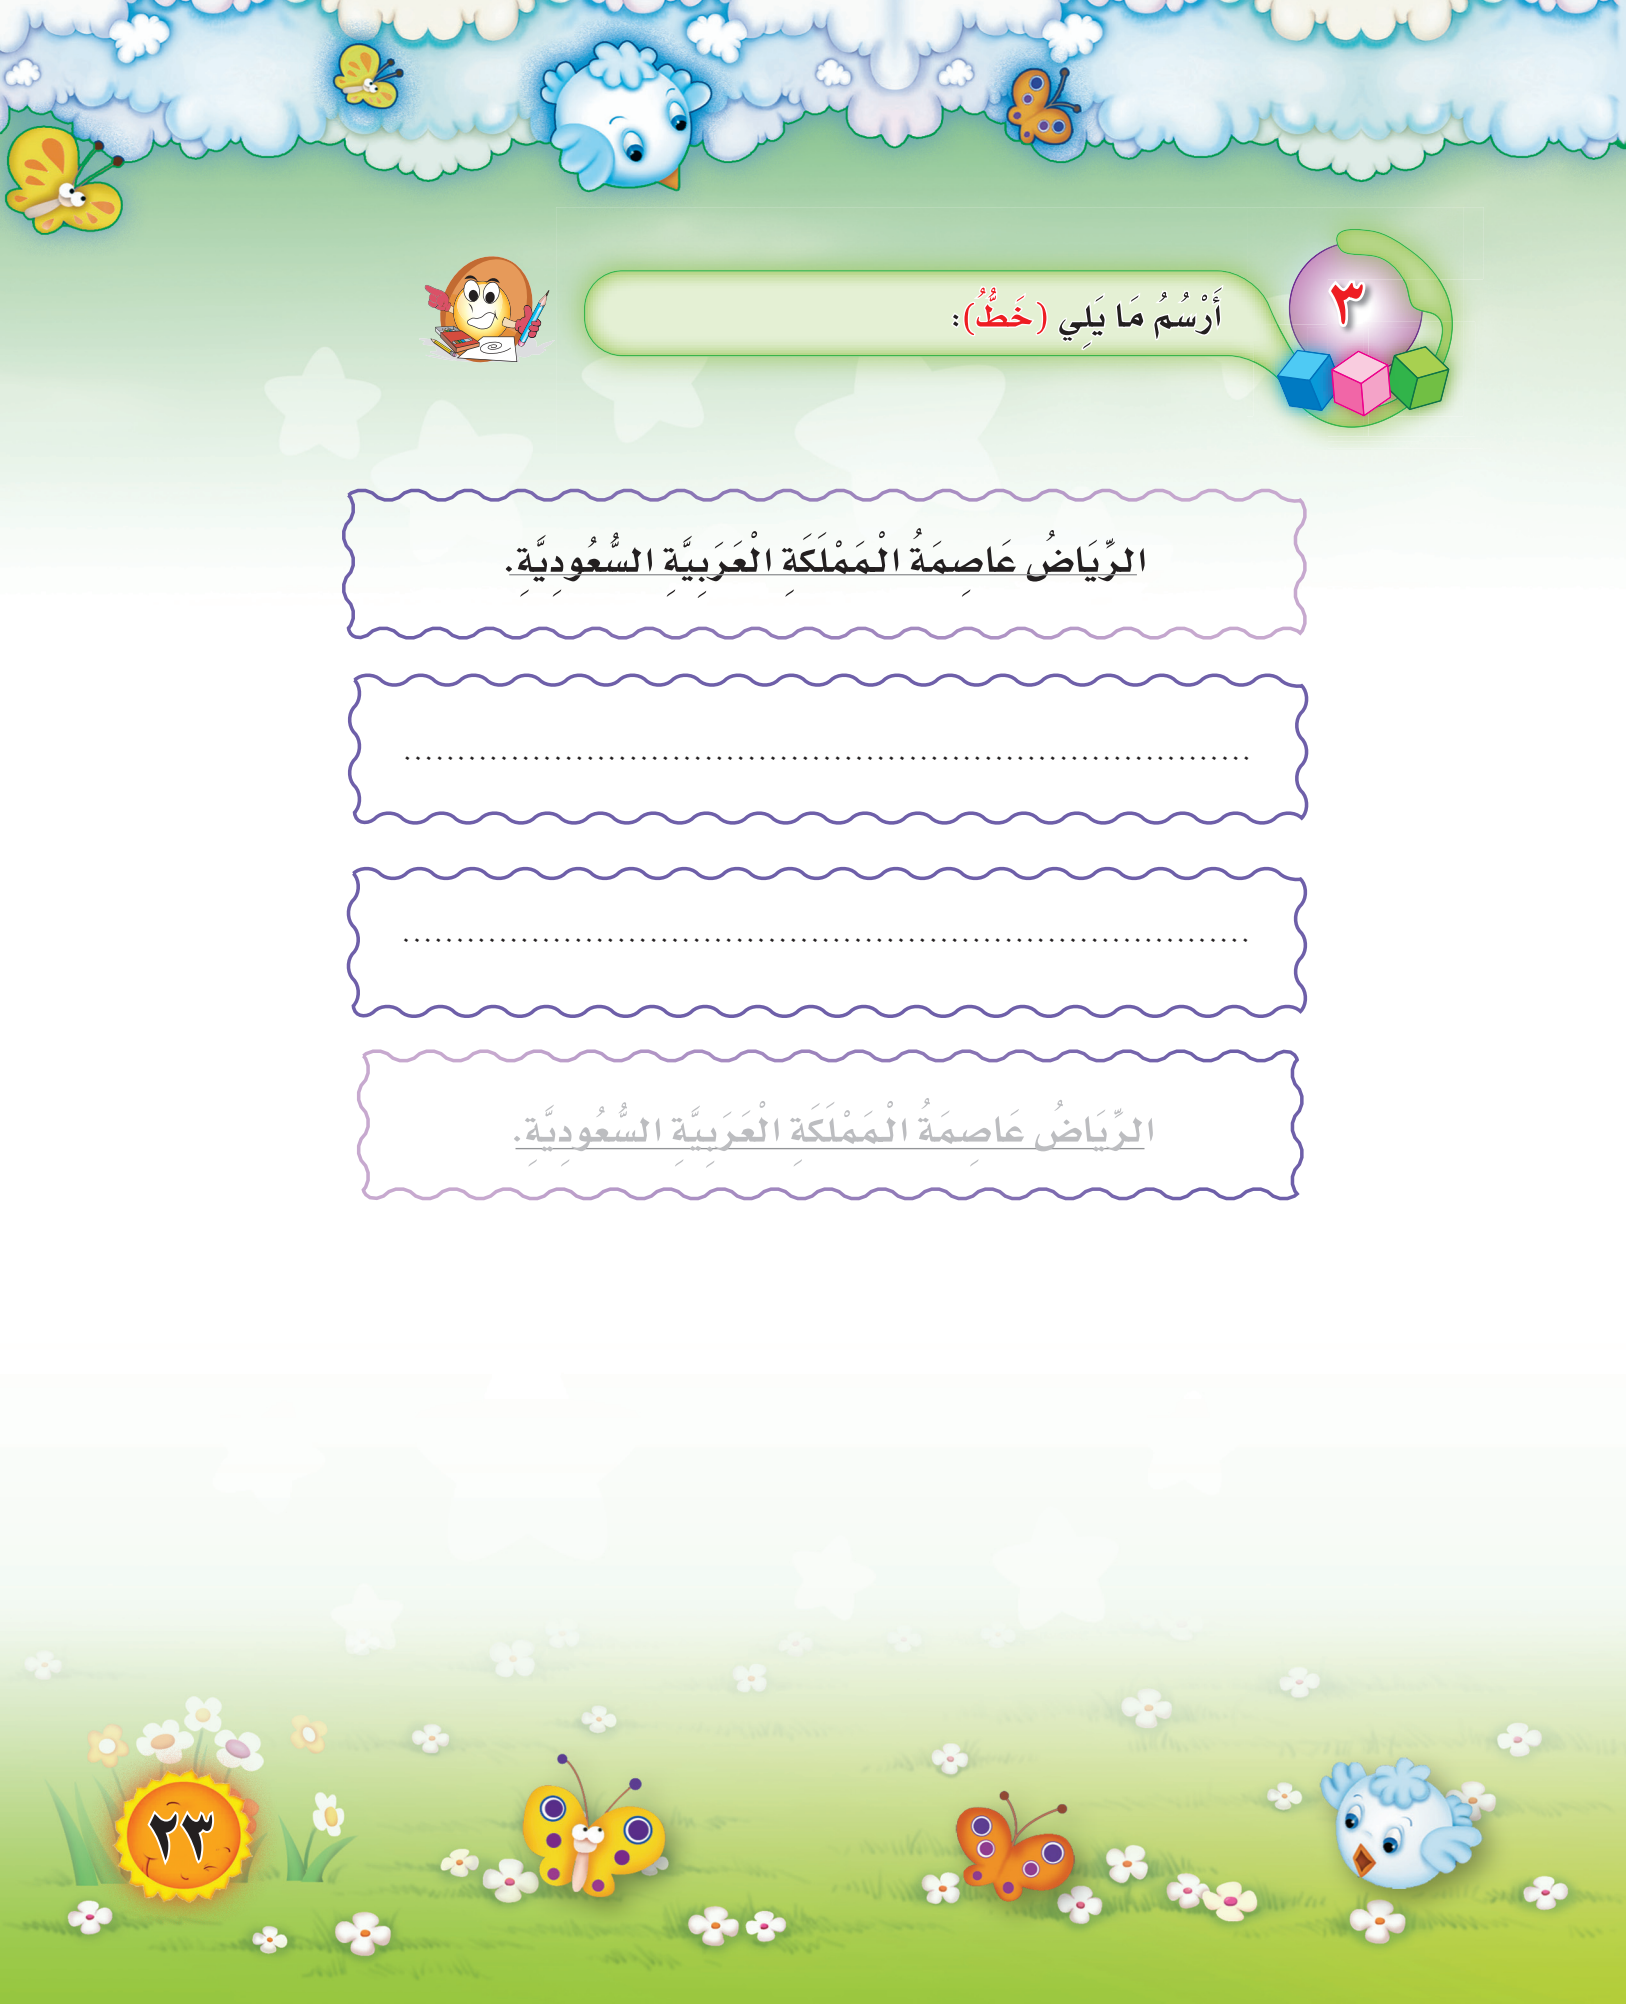 ٣
أَرْسُمُ مَا يَلِي (خَطٌّ):
الرِّيَاضُ عَاصِمَةُ الْمَمْلَكَةِ الْعَرَبِيَّةِ السُّعُودِيَّةِ.
الرِّيَاضُ عَاصِمَةُ الْمَمْلَكَةِ الْعَرَبِيَّةِ السُّعُودِيَّةِ.
٢٣